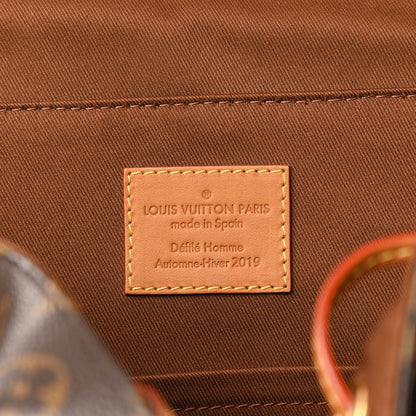 ®
LOUIS VUITTON PARIS
made in Spain
Défilé Homme
Automne-Hiver 2019